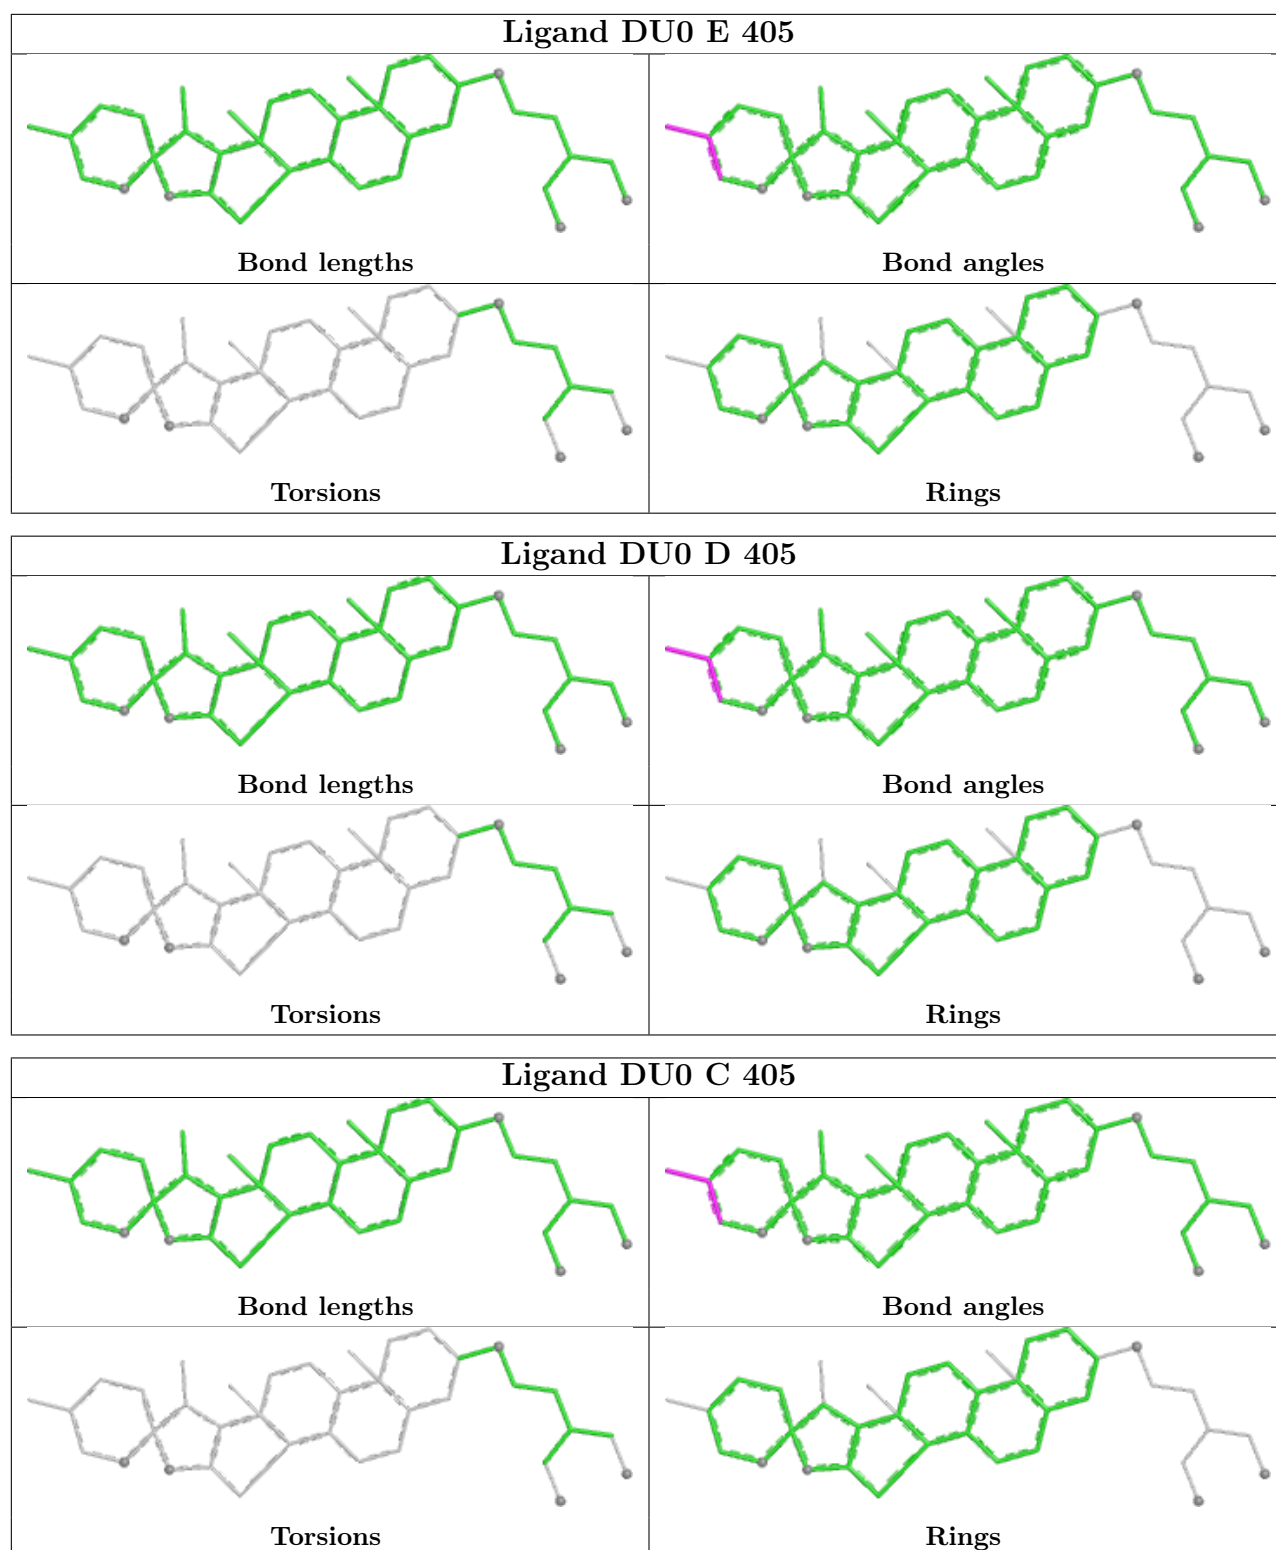 Ligand DU0 E 405
Bond lengths
Bond angles
Torsions
Rings
Ligand DU0 D 405
Bond lengths
Bond angles
Torsions
Rings
Ligand DU0 C 405
Bond lengths
Bond angles
Torsions
Rings